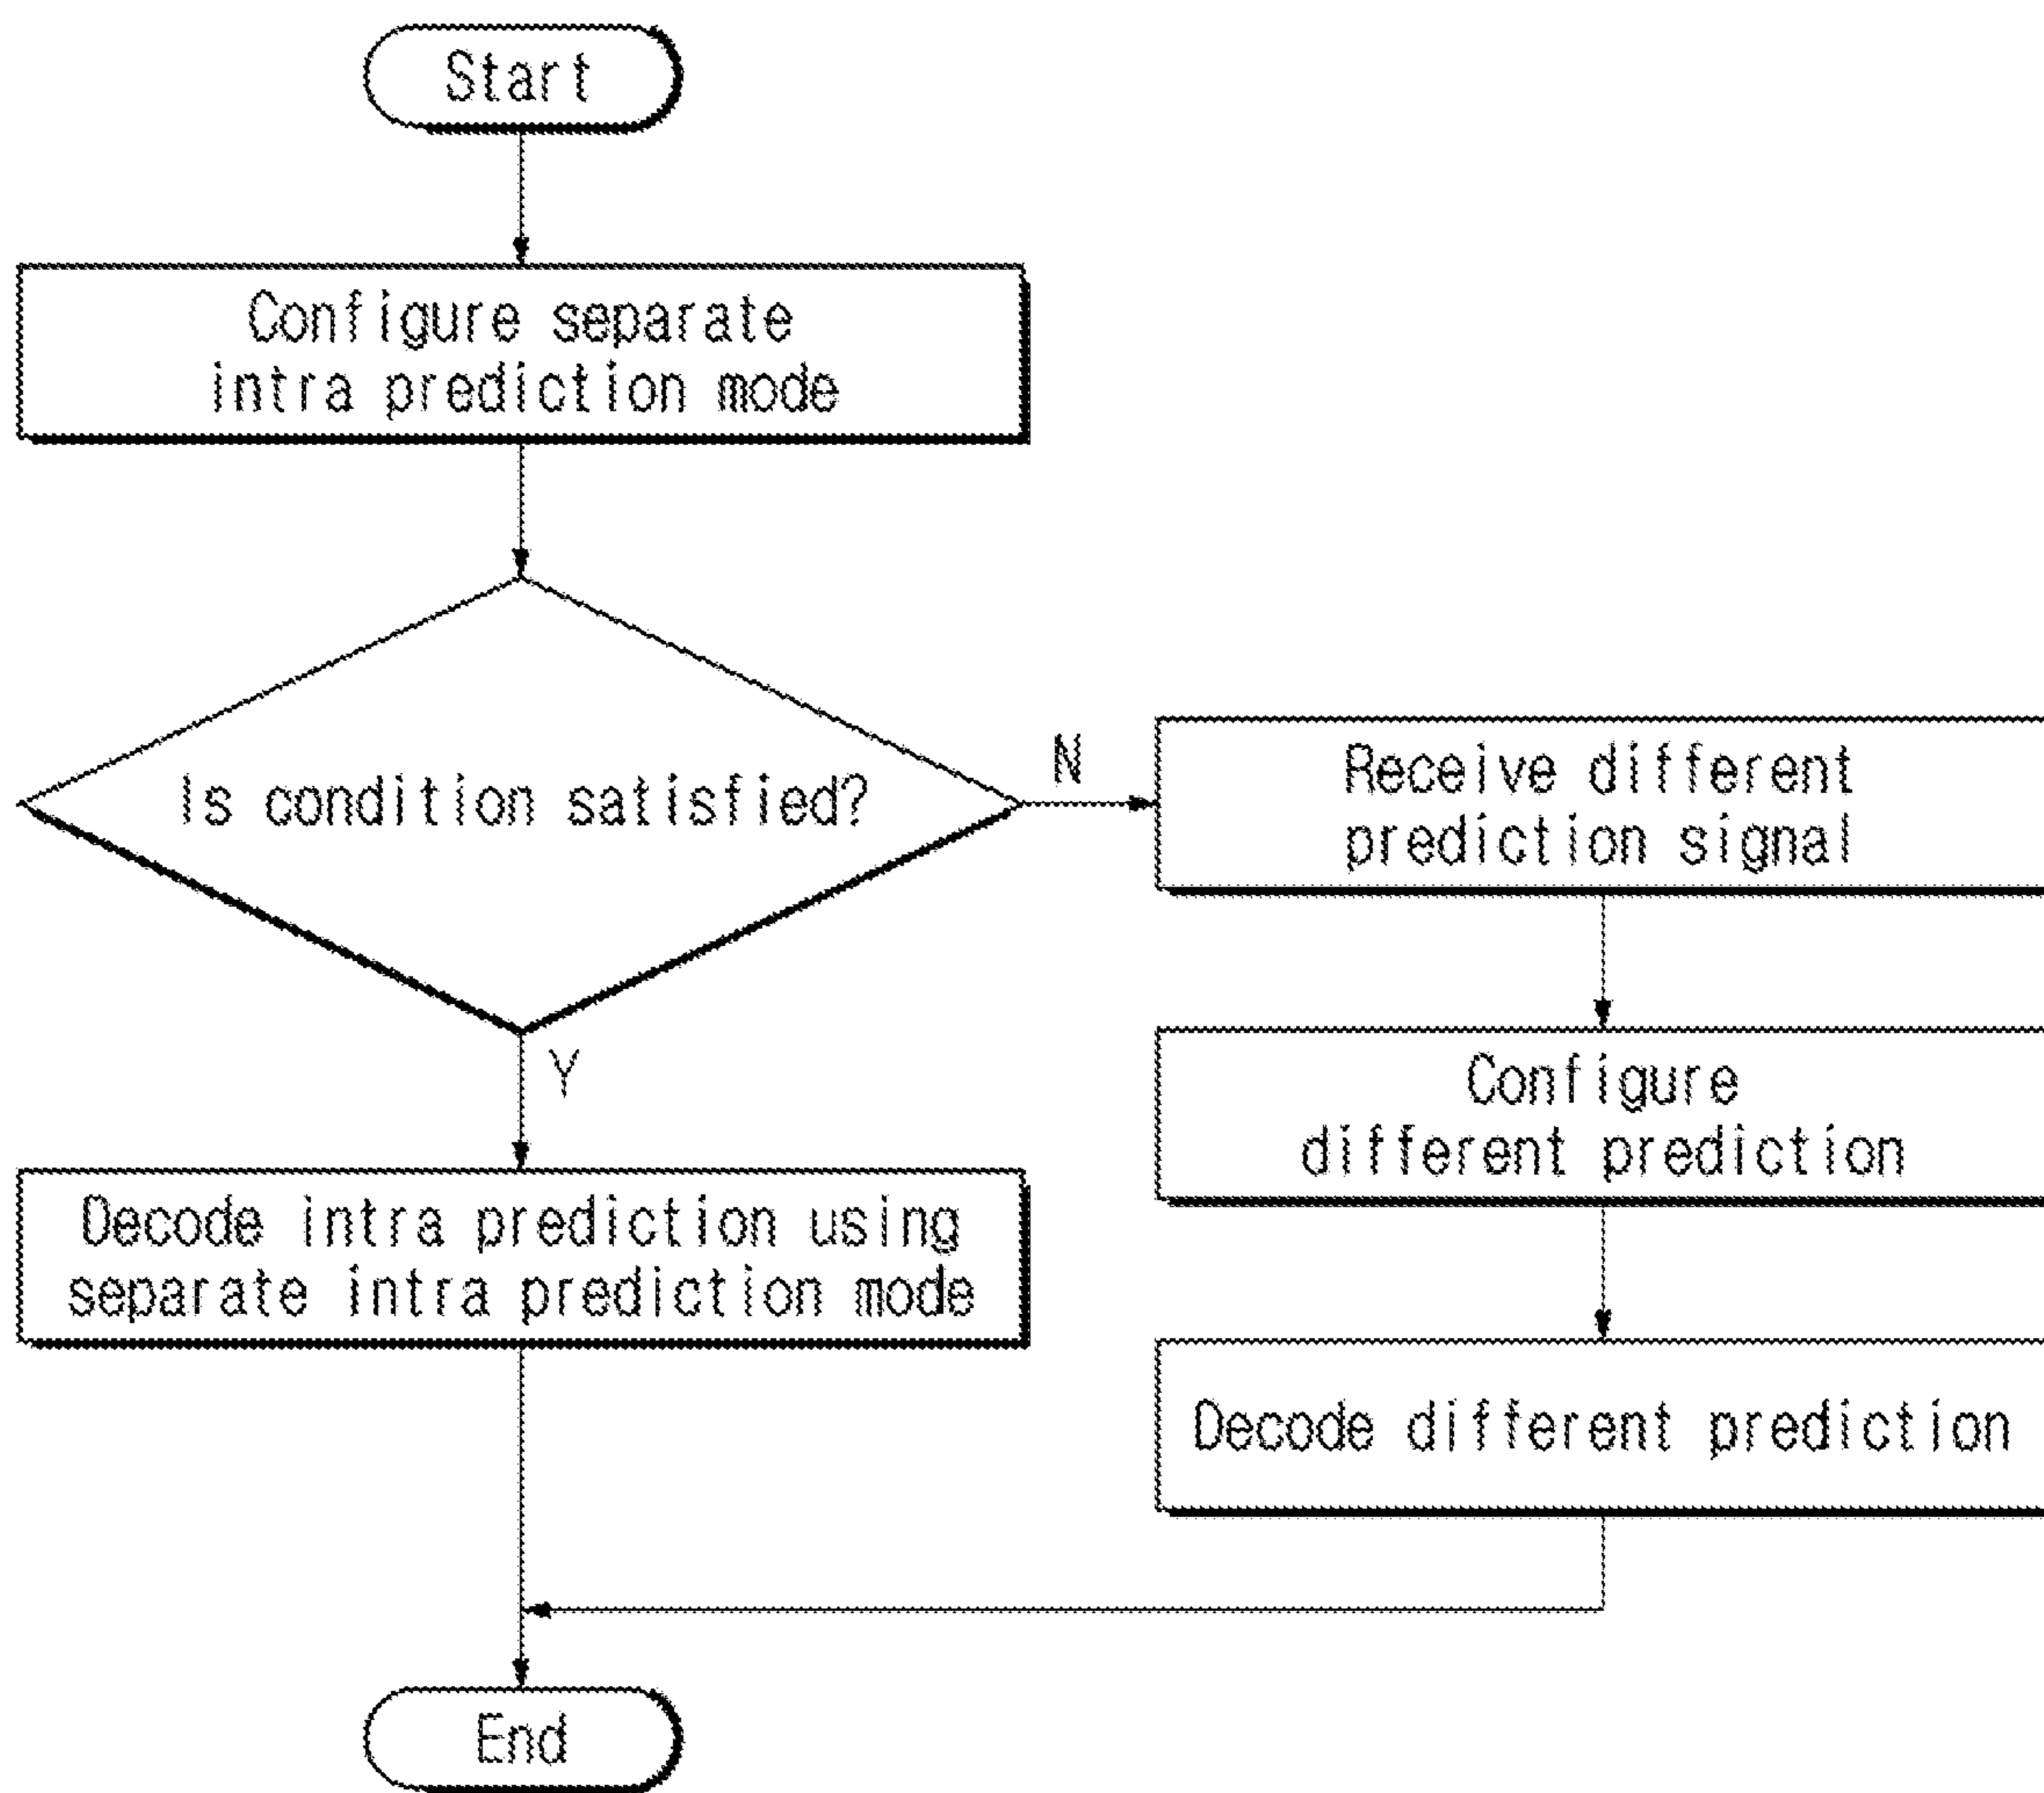 Start
Configure separate
intra prediction mode
Is condition satisfied?
N
Receive different
prediction signal
Configure
different prediction
Y
Decode intra prediction using
separate intra prediction mode
Decode different prediction
End